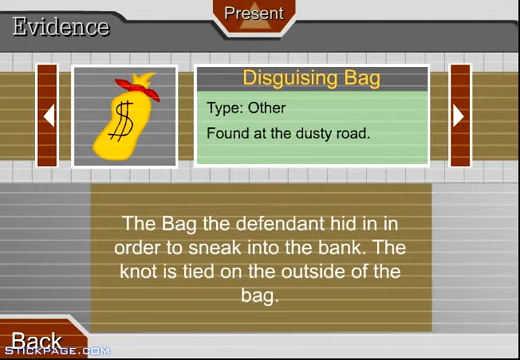 Present
Evidence
Disguising Bag
Type: Other
Found at the dusty road.
$
The Bag the defendant hid in in
order to sneak into the bank. The
knot is tied on the outside of the
bag.
Back
STICKPAGE.COM